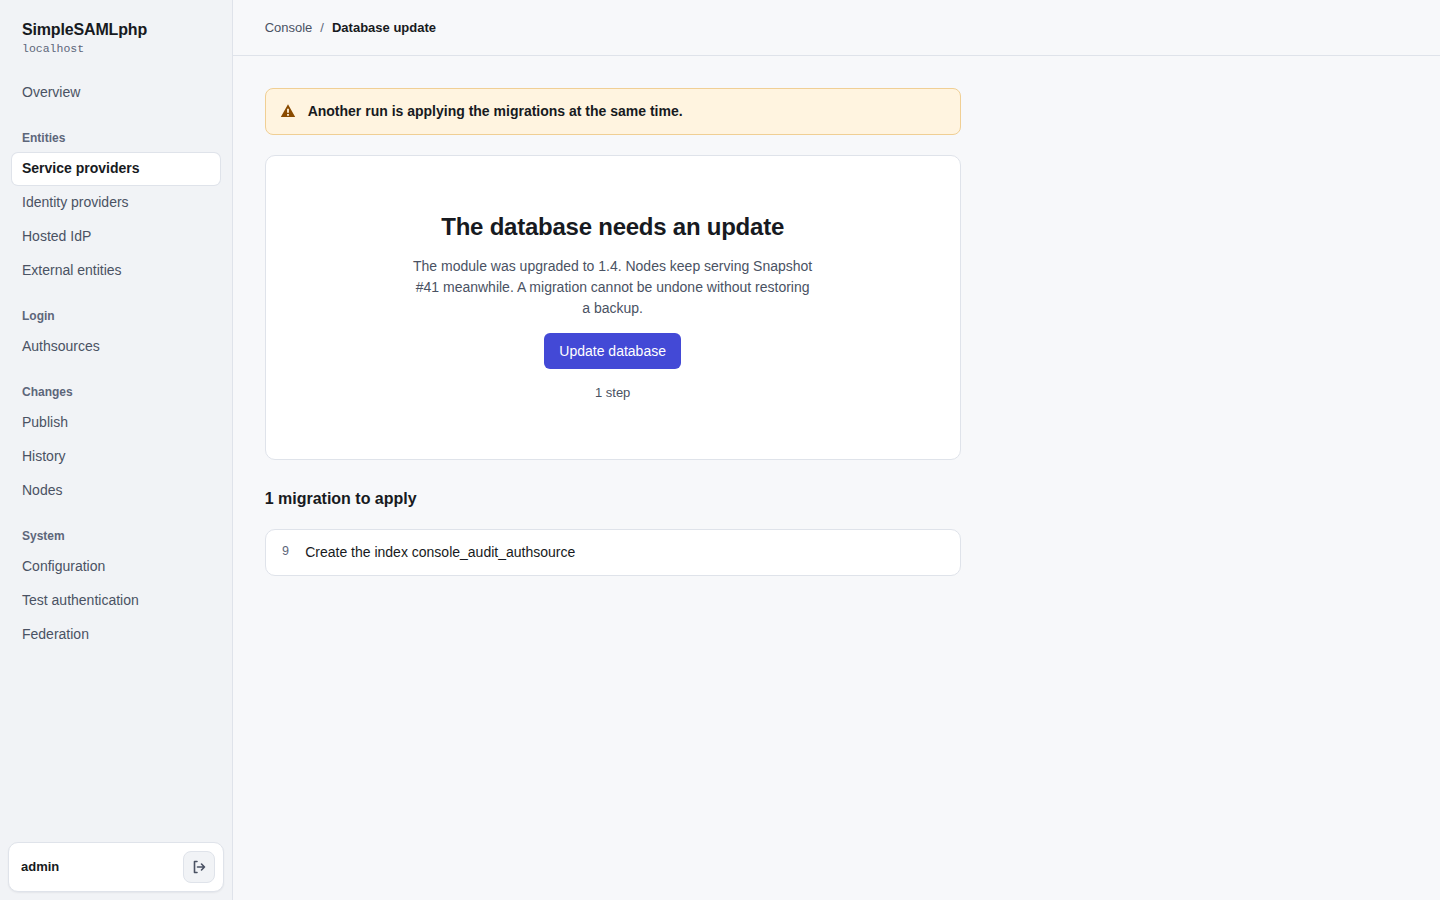 SimpleSAMLphp
localhost
Overview
Entities
Service providers
Identity providers
Hosted IdP
External entities
Login
Authsources
Changes
Publish
History
Nodes
System
Configuration
Test authentication
Federation
admin
Console / Database update
Another run is applying the migrations at the same time.
The database needs an update
The module was upgraded to 1.4. Nodes keep serving Snapshot
#41 meanwhile. A migration cannot be undone without restoring
a backup.
Update database
1 step
1 migration to apply
9 Create the index console_audit_authsource